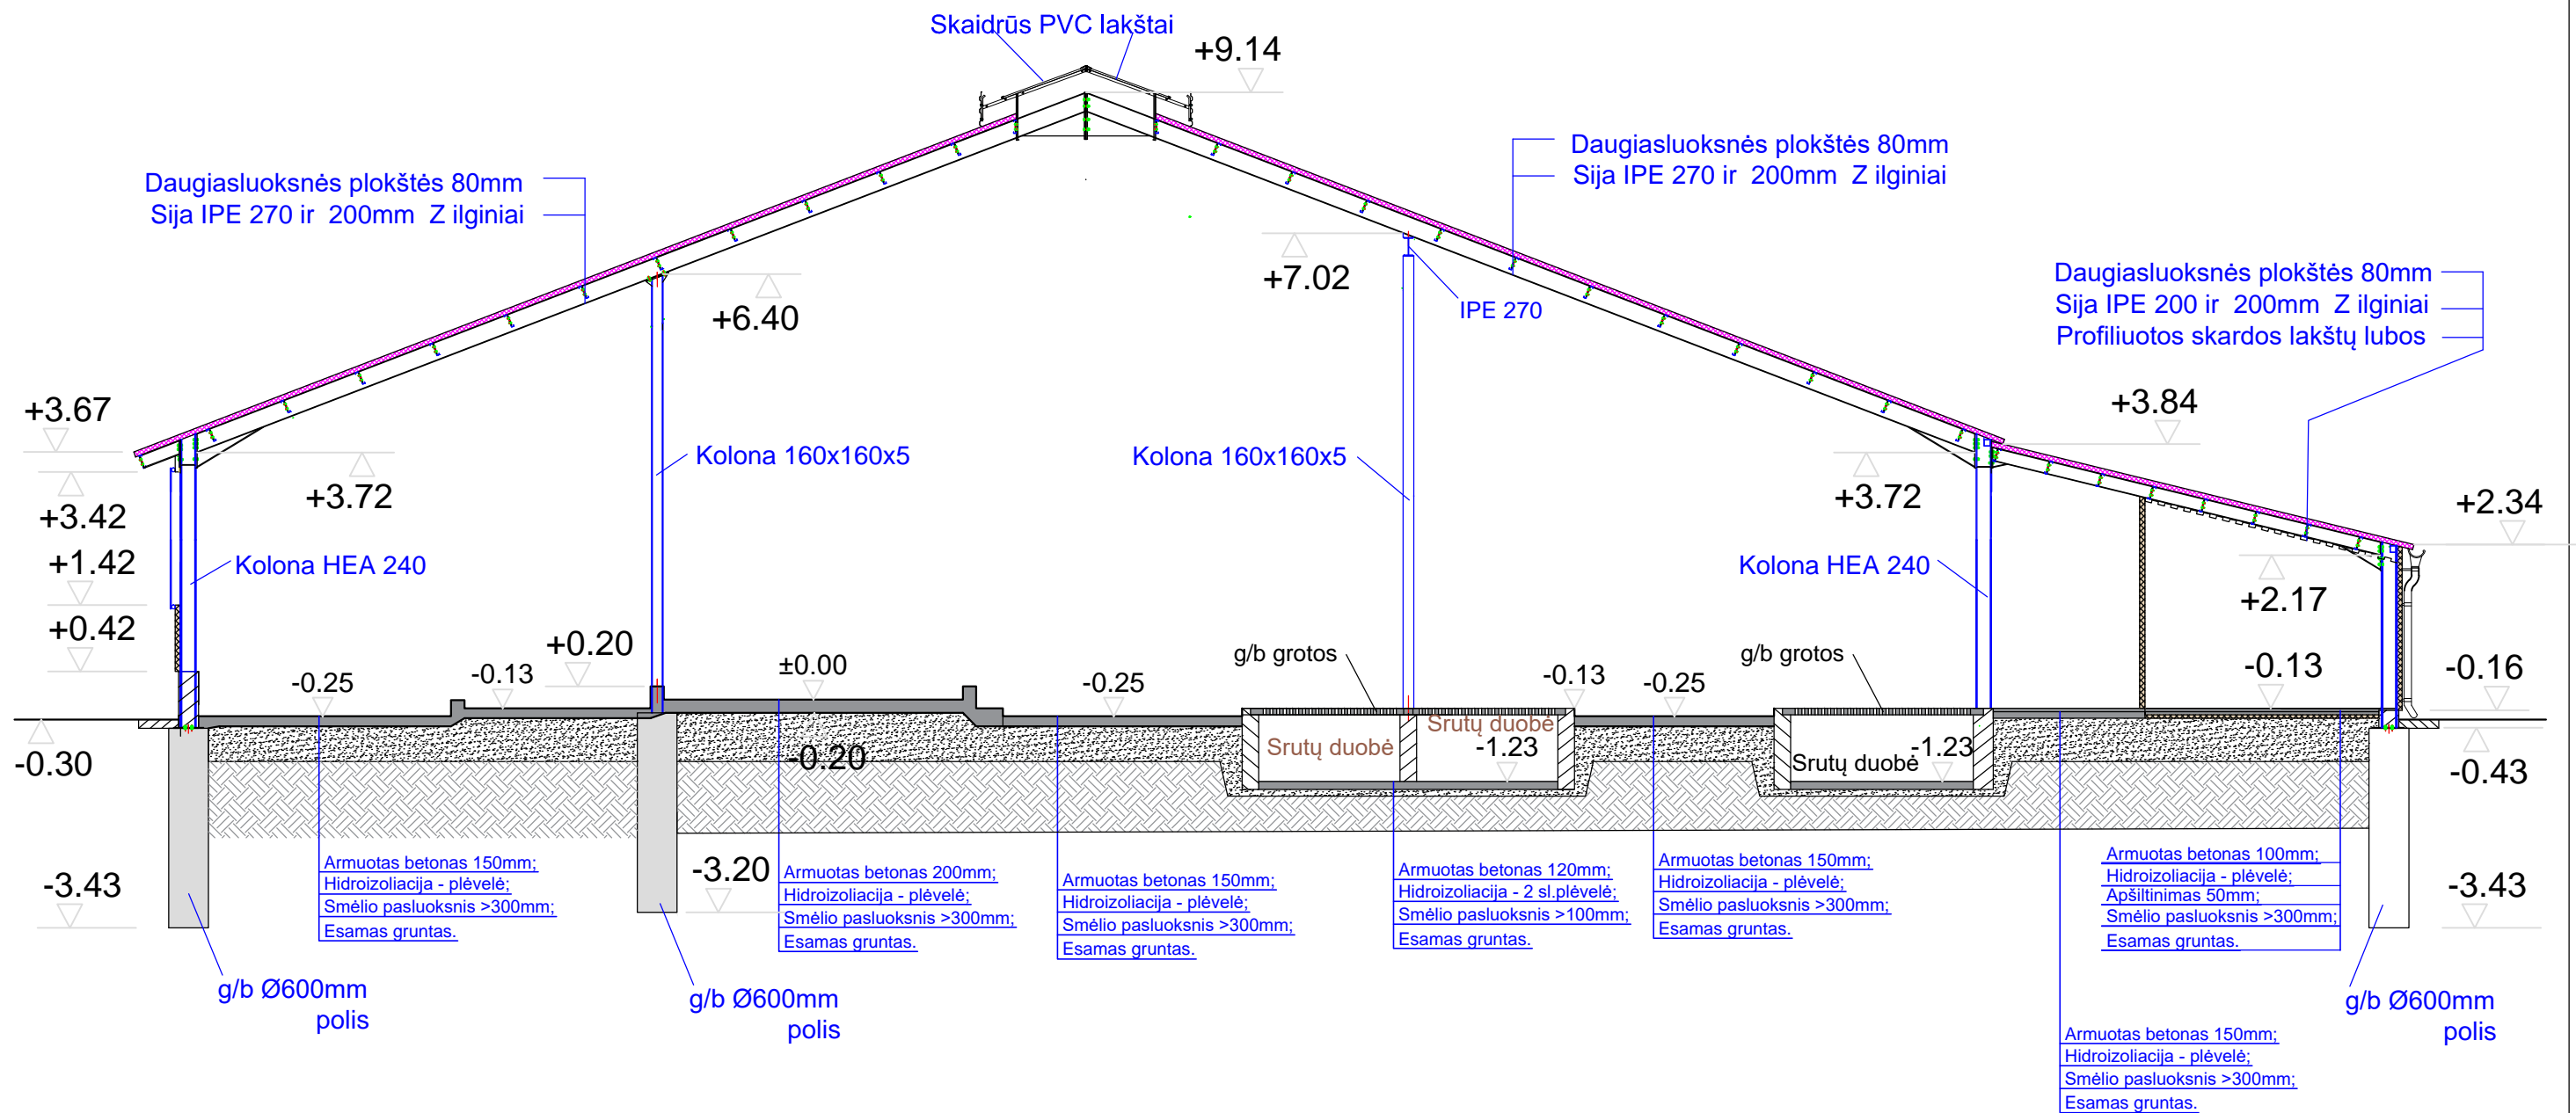 Skaidrūs PVC lakštai
+9.14
Daugiasluoksnės plokštės 80mm
Sija IPE 270 ir 200mm Z ilginiai
Daugiasluoksnės plokštės 80mm
Sija IPE 270 ir 200mm Z ilginiai
+7.02
IPE 270
+6.40
Daugiasluoksnės plokštės 80mm
Sija IPE 200 ir 200mm Z ilginiai
Profiliuotos skardos lakštų lubos
+3.67
+3.72
+3.42
+1.42
+0.42
Kolona HEA 240
Kolona 160x160x5
Kolona 160x160x5
+3.84
+3.72
Kolona HEA 240
+2.34
+2.17
-0.25
-0.13
+0.20
±0.00
-0.25
g/b grotos
-0.13
-0.25
g/b grotos
-0.13
-0.16
-0.30
-0.20
Srutų duobė
Srutų duobė
-1.23
Srutų duobė
-1.23
-0.43
-3.43
-3.20
-3.43
Armuotas betonas 150mm;
Hidroizoliacija - plėvelė;
Smėlio pasluoksnis >300mm;
Esamas gruntas.
Armuotas betonas 200mm;
Hidroizoliacija - plėvelė;
Smėlio pasluoksnis >300mm;
Esamas gruntas.
Armuotas betonas 150mm;
Hidroizoliacija - plėvelė;
Smėlio pasluoksnis >300mm;
Esamas gruntas.
Armuotas betonas 120mm;
Hidroizoliacija - 2 sl.plėvelė;
Smėlio pasluoksnis >100mm;
Esamas gruntas.
Armuotas betonas 150mm;
Hidroizoliacija - plėvelė;
Smėlio pasluoksnis >300mm;
Esamas gruntas.
Armuotas betonas 100mm;
Hidroizoliacija - plėvelė;
Apšiltinimas 50mm;
Smėlio pasluoksnis >300mm;
Esamas gruntas.
g/b Ø600mm
polis
g/b Ø600mm
polis
g/b Ø600mm
polis
Armuotas betonas 150mm;
Hidroizoliacija - plėvelė;
Smėlio pasluoksnis >300mm;
Esamas gruntas.